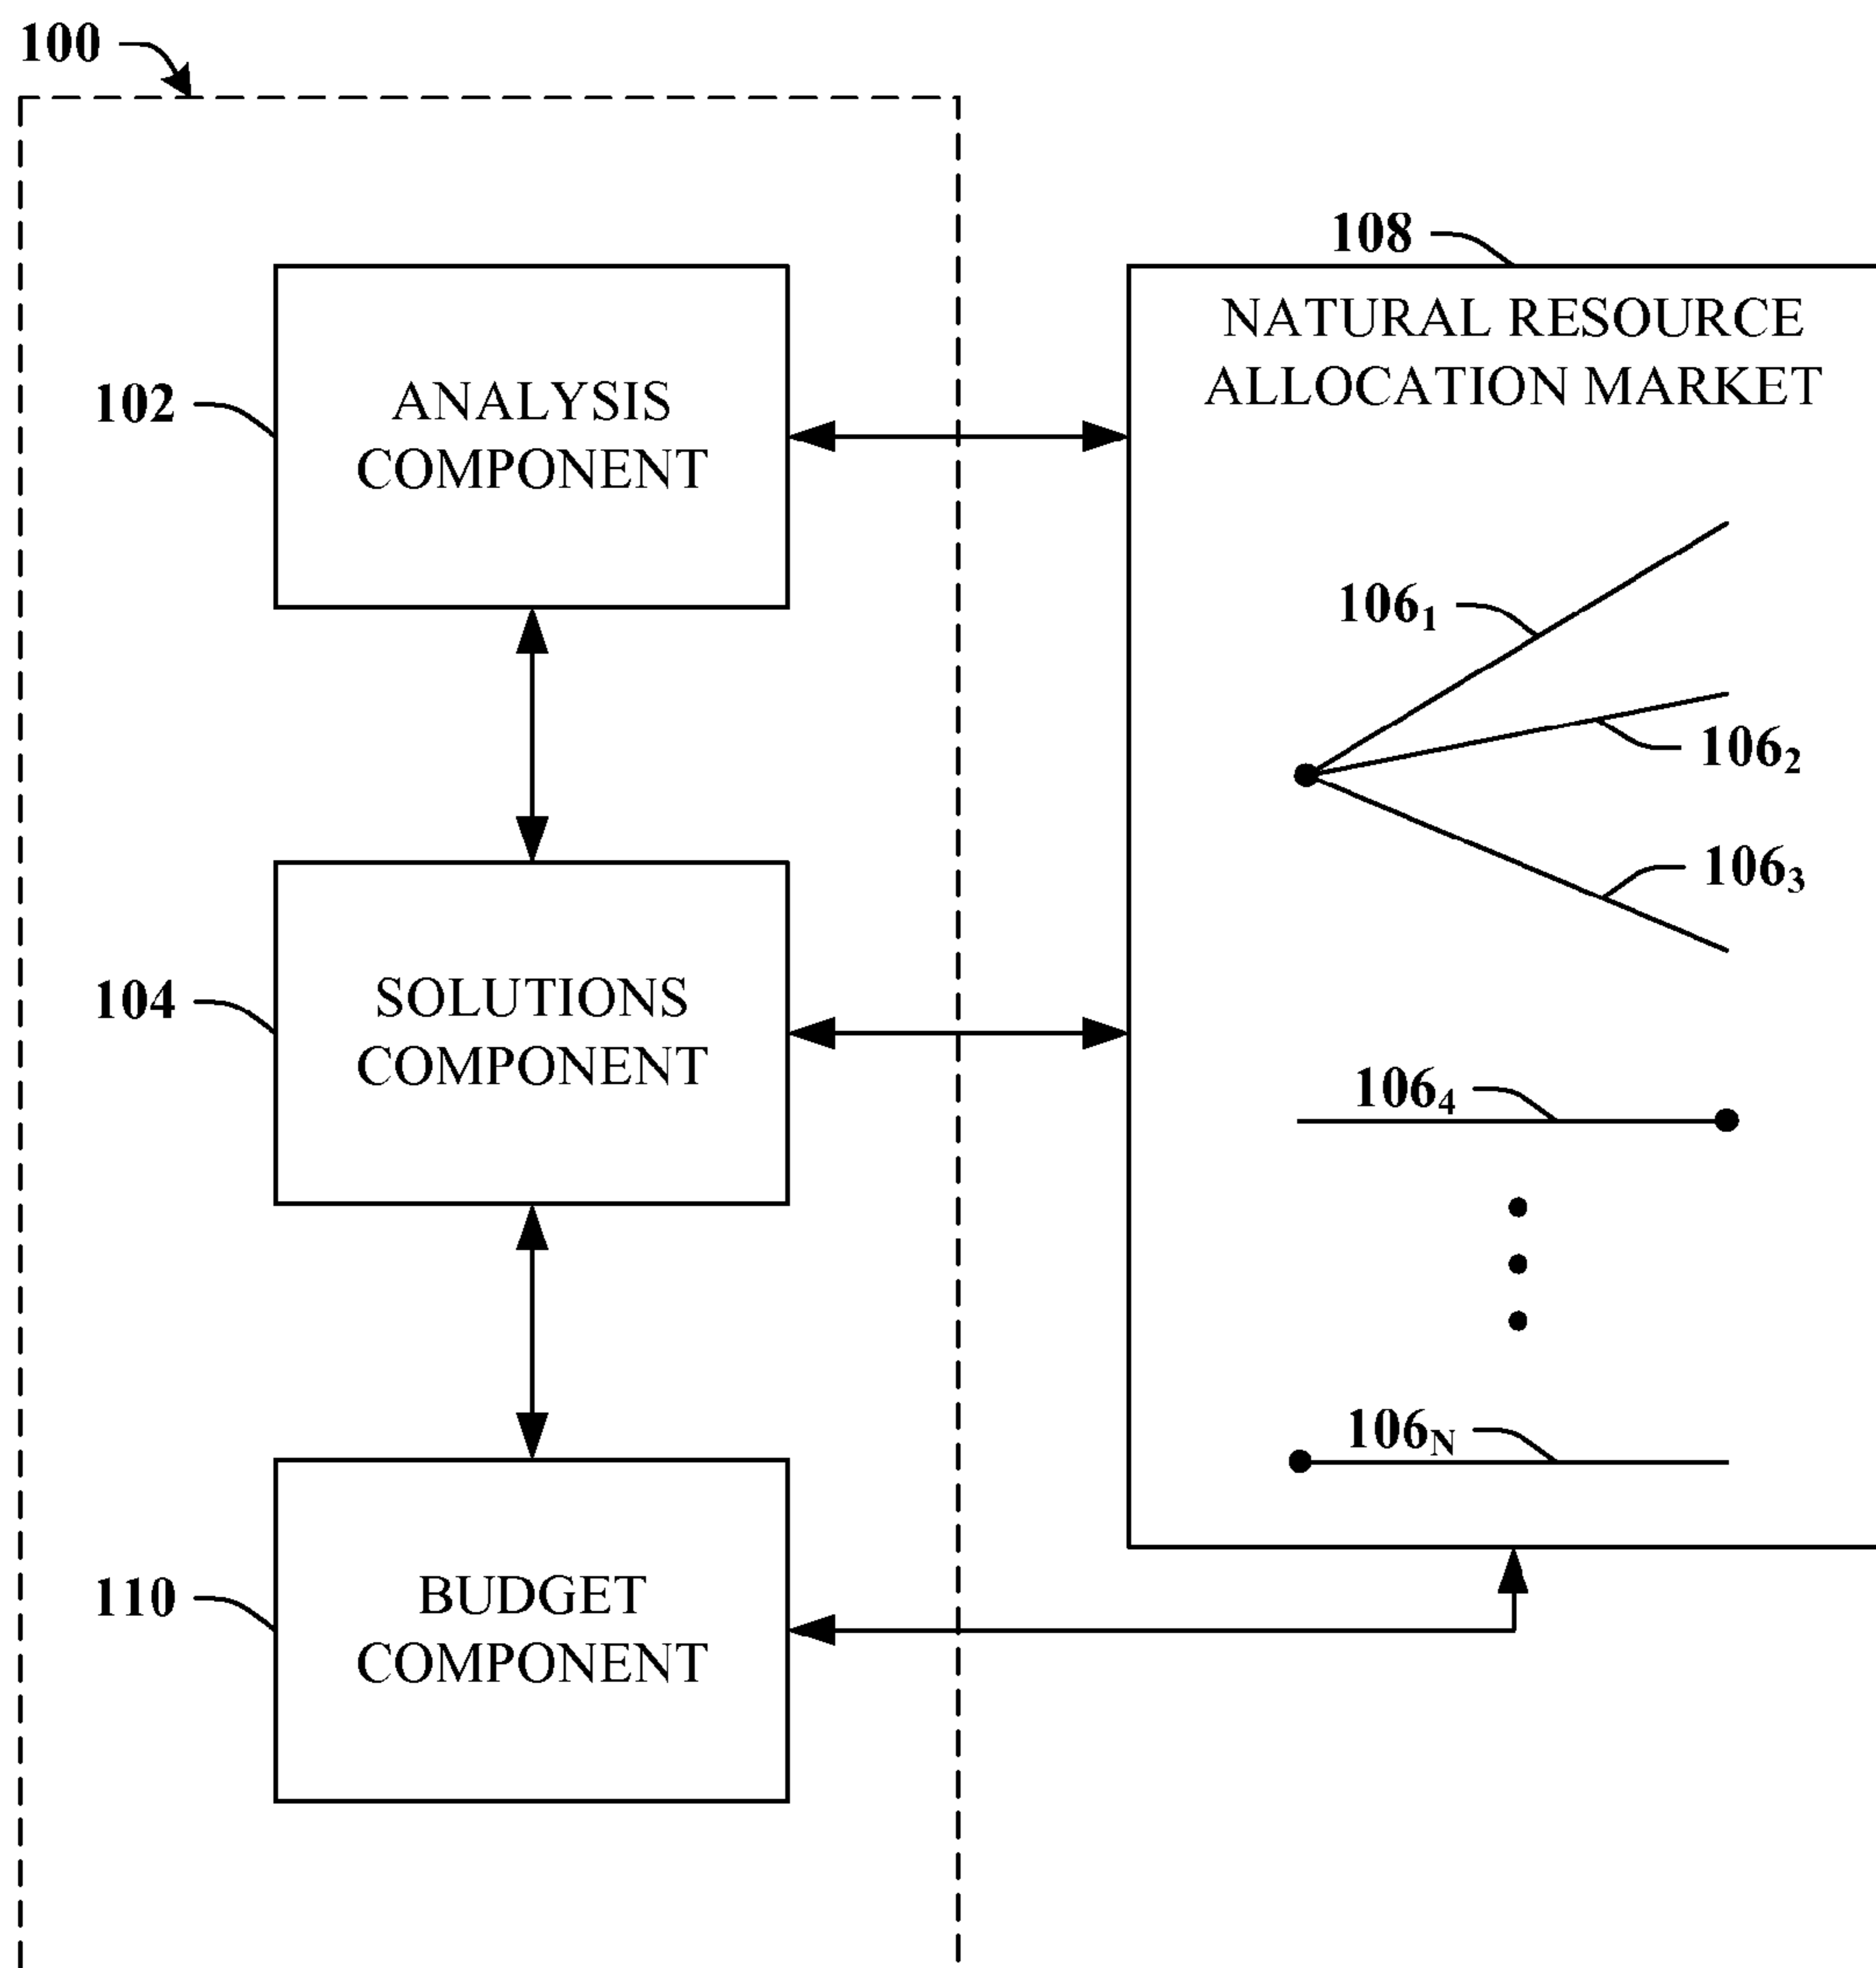 100
108
NATURAL RESOURCE
ALLOCATION MARKET
102
ANALYSIS
COMPONENT
106₁
106₂
106₃
104
SOLUTIONS
COMPONENT
106₄
106_N
110
BUDGET
COMPONENT